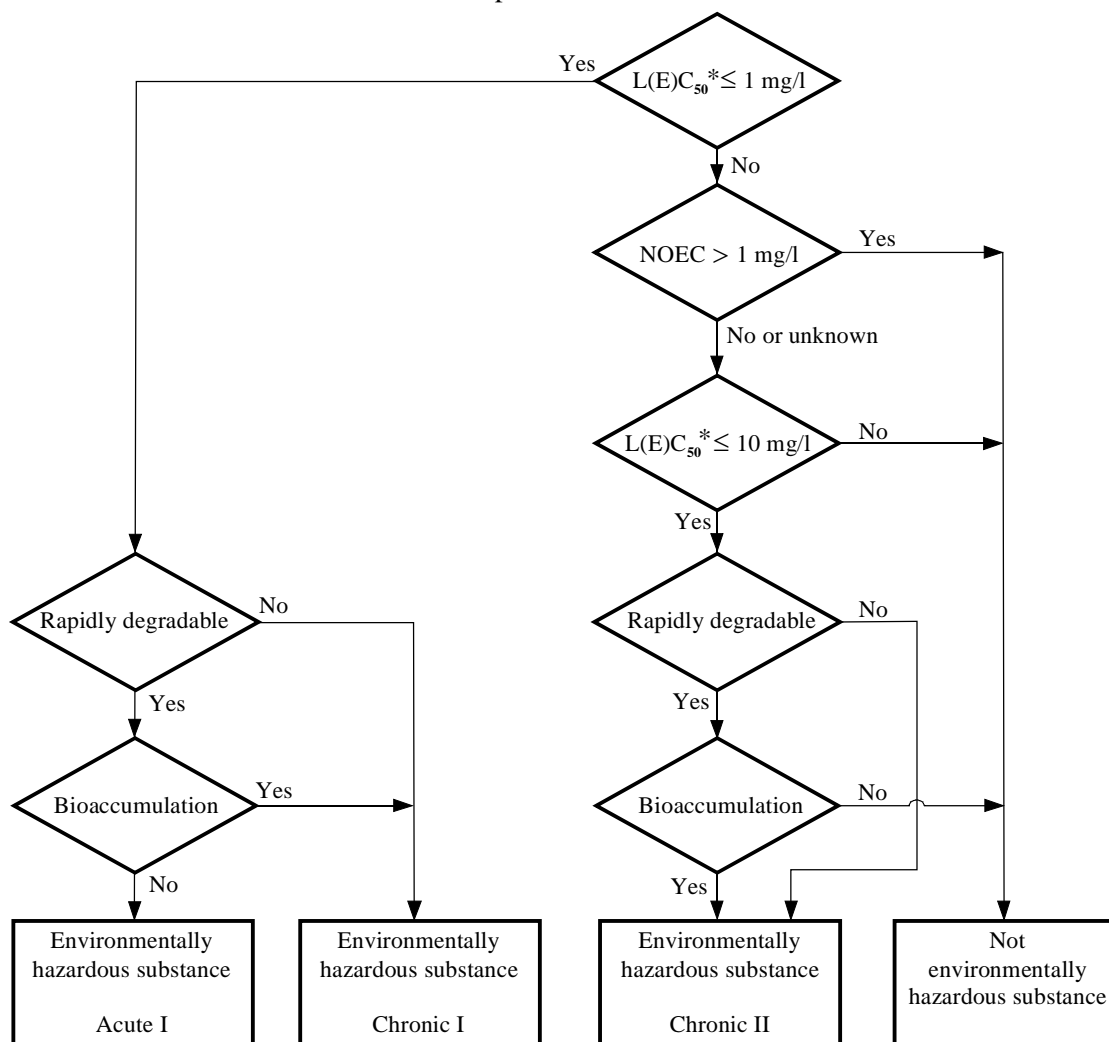 Yes
L(E)C50* ≤ 1 mg/l
No
NOEC > 1 mg/l
Yes
No or unknown
L(E)C50* ≤ 10 mg/l
No
Yes
Rapidly degradable
No
Rapidly degradable
No
Yes
Yes
Bioaccumulation
Yes
Bioaccumulation
No
No
Yes
Environmentally
hazardous substance
Acute I
Environmentally
hazardous substance
Chronic I
Environmentally
hazardous substance
Chronic II
Not
environmentally
hazardous substance